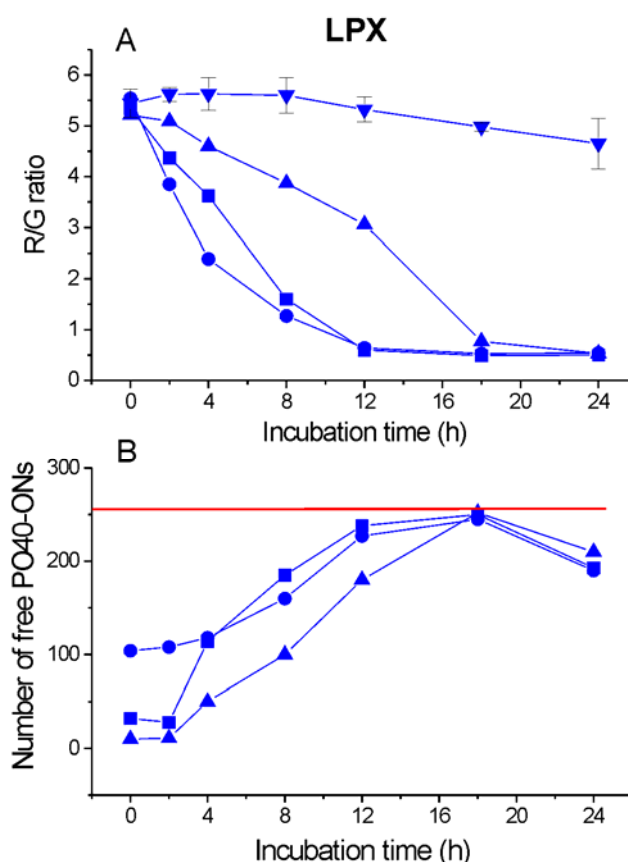 LPX
A
R/G ratio
6
5
4
3
2
1
0
0 4 8 12 16 20 24
Incubation time (h)
B
Number of free PO40-ONs
300
200
100
0
0 4 8 12 16 20 24
Incubation time (h)